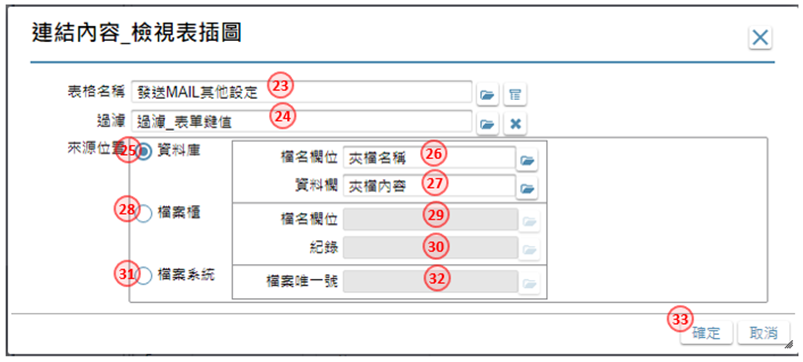 連結內容_檢視表插圖
表格名稱 發送MAIL其他設定 23
過濾 過濾_表單鍵值 24
來源位置 25 資料庫
檔名欄位 夾檔名稱 26
資料欄 夾檔內容 27
28 檔案櫃
檔名欄位 29
紀錄 30
31 檔案系統
檔案唯一號 32
33
確定 取消